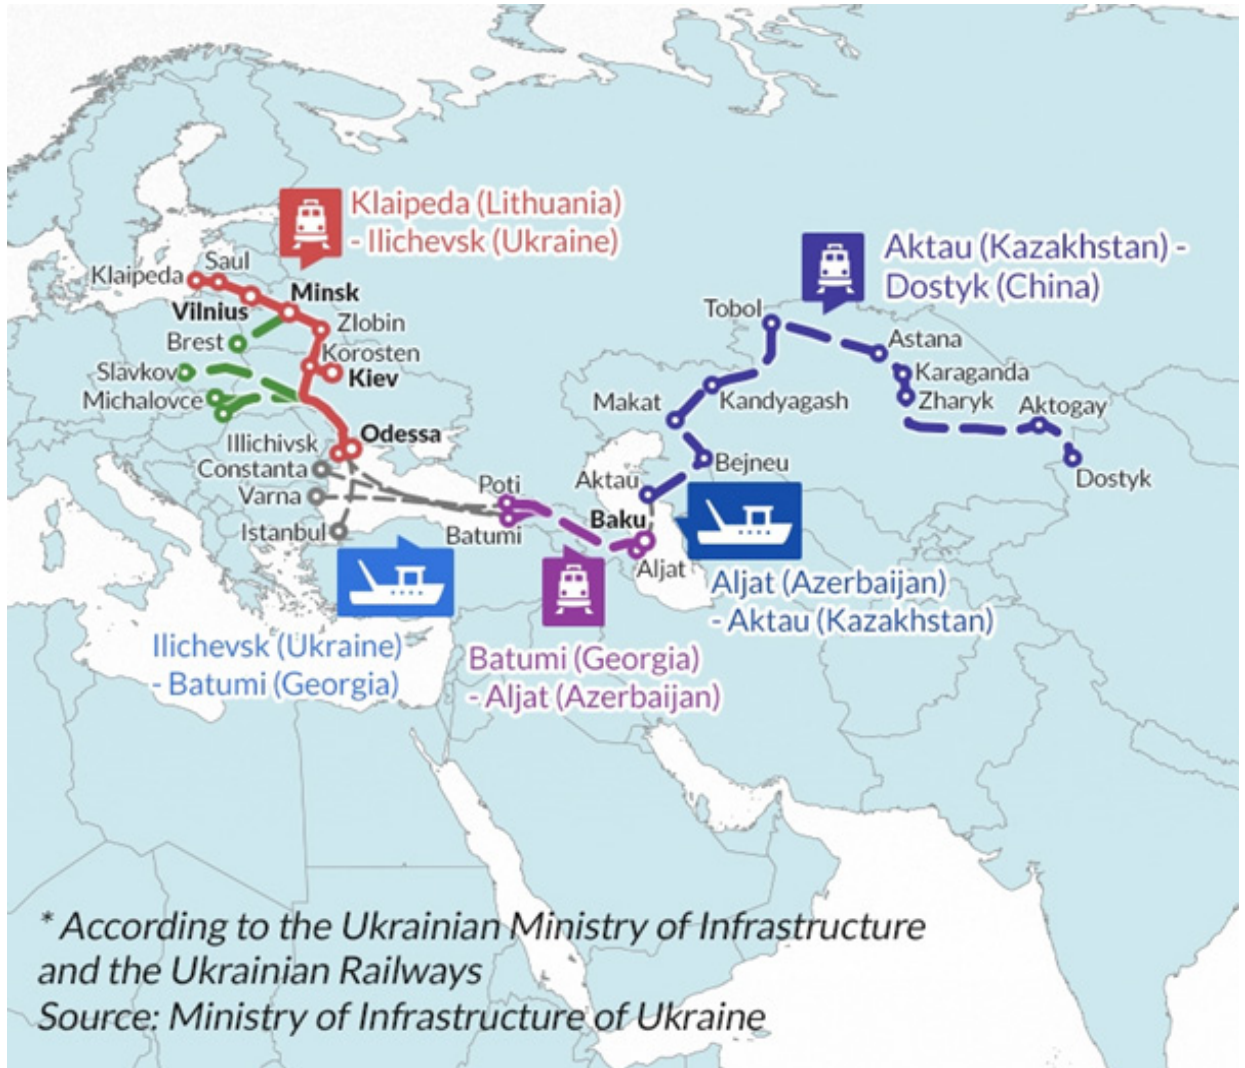 Klaipeda (Lithuania)
- Ilichevsk (Ukraine)
Aktau (Kazakhstan) -
Dostyk (China)
Klaipeda
Saul
Vilnius
Minsk
Zlobin
Brest
Korosten
Kiev
Slavkov
Michalovce
Odessa
Illichivsk
Constanta
Varna
Istanbul
Poti
Batumi
Baku
Aljat
Aktau
Bejneu
Makat
Kandyagash
Tobol
Astana
Karaganda
Zharyk
Aktogay
Dostyk
Aljat (Azerbaijan)
- Aktau (Kazakhstan)
Ilichevsk (Ukraine)
- Batumi (Georgia)
Batumi (Georgia)
- Aljat (Azerbaijan)
* According to the Ukrainian Ministry of Infrastructure
and the Ukrainian Railways
Source: Ministry of Infrastructure of Ukraine